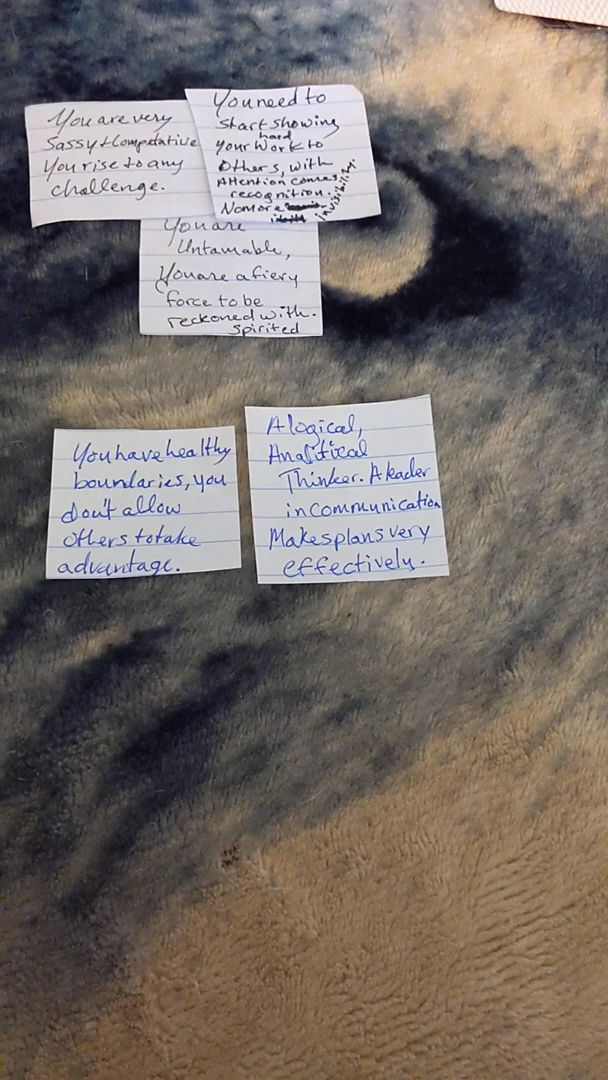 You are very
Sassy + Competative
You rise to any
challenge.
You need to
Start showing
hard
your Work to
Others, with
Attention comes
recognition.
No more
invisibility.
You are
Untamable,
You are a fiery
force to be
reckoned with.
spirited
You have healthy
boundaries, you
don't allow
others to take
advantage.
A logical,
Analitical
Thinker. A leader
in Communication
Makes plans very
effectively.